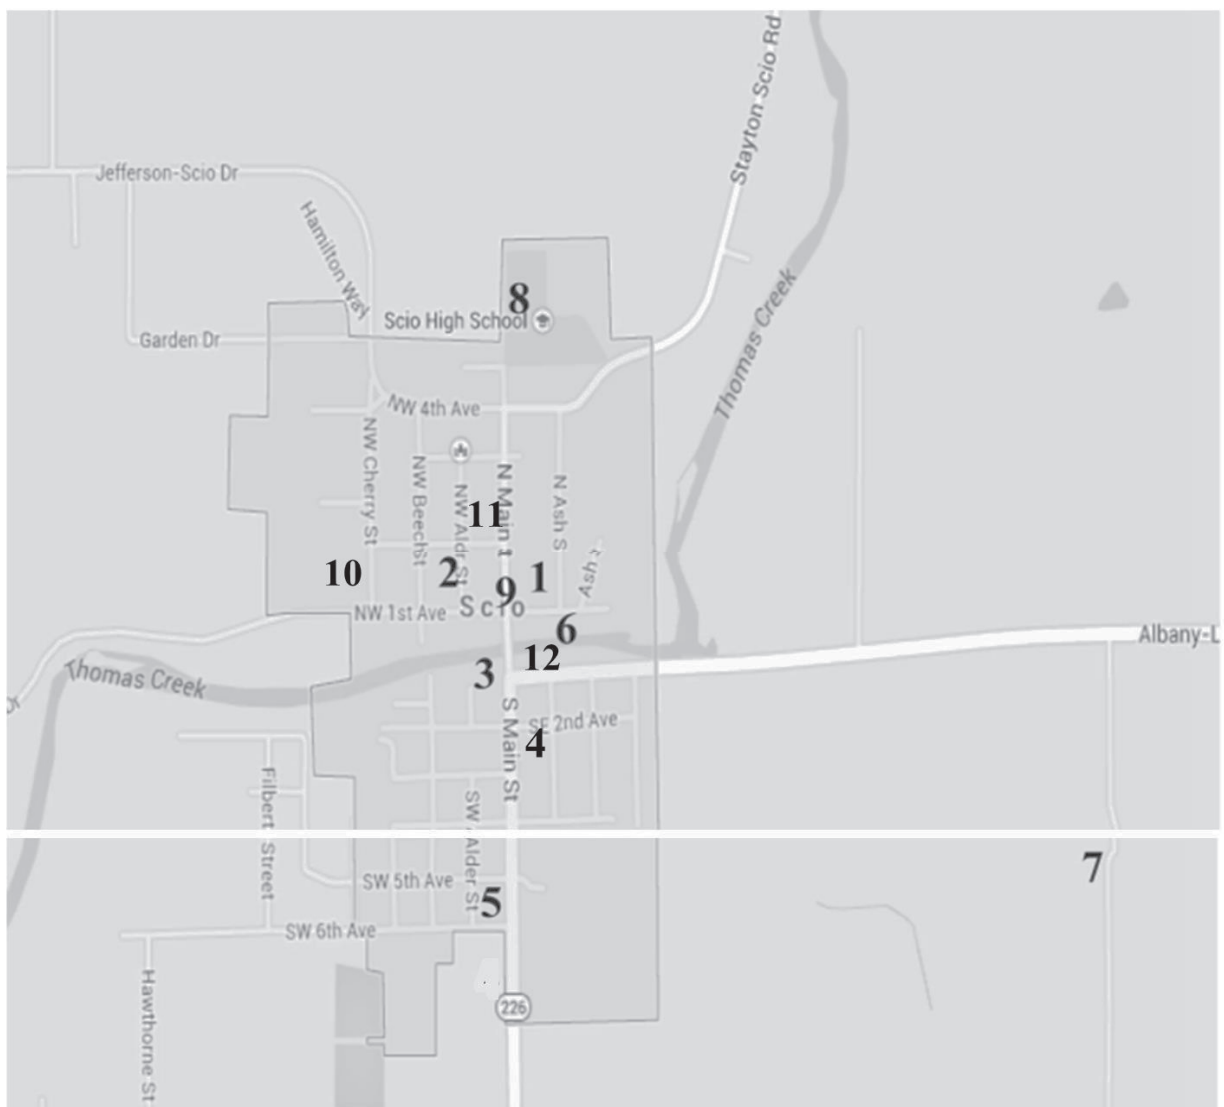 Stayton Scio Rd
Jefferson-Scio Dr
Hamilton Way
Thomas Creek
8
Scio High School
Garden Dr
NW 4th Ave
NW Cherry St
NW Beech St
NW Aldr St
11
N Main t
N Ash S
Ash
10
2
9
1
NW 1st Ave
Scio
6
Albany-L
12
3
Thomas Creek
S Main St
SE 2nd Ave
4
Filbert Street
SW Alder St
7
SW 5th Ave
5
SW 6th Ave
Hawthorne St
226